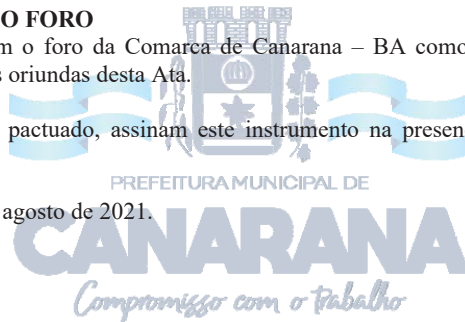 O FORO
m o foro da Comarca de Canarana – BA como
s oriundas desta Ata.
pactuado, assinam este instrumento na presen
PREFEITURA MUNICIPAL DE
agosto de 2021.
CANARANA
Compromisso com o Trabalho